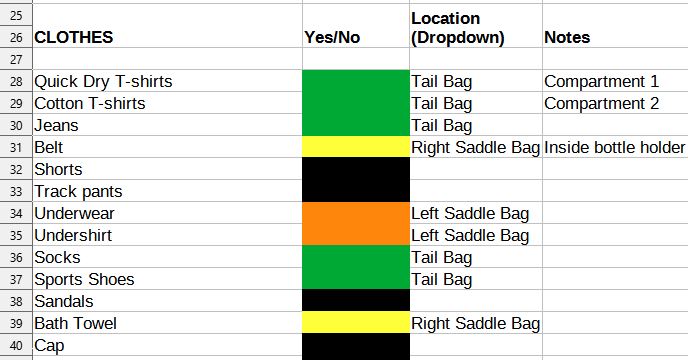 25
Location
26 CLOTHES Yes/No (Dropdown) Notes
27
28 Quick Dry T-shirts Tail Bag Compartment 1
29 Cotton T-shirts Tail Bag Compartment 2
30 Jeans Tail Bag
31 Belt Right Saddle Bag Inside bottle holder
32 Shorts
33 Track pants
34 Underwear Left Saddle Bag
35 Undershirt Left Saddle Bag
36 Socks Tail Bag
37 Sports Shoes Tail Bag
38 Sandals
39 Bath Towel Right Saddle Bag
40 Cap